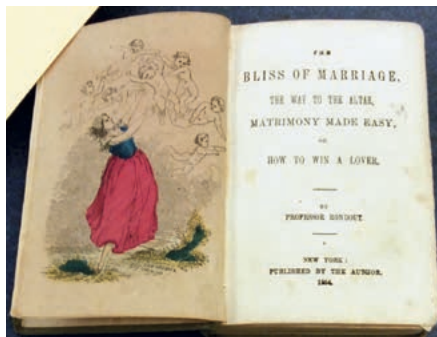 THE
BLISS OF MARRIAGE,
THE WAY TO THE ALTAR,
MATRIMONY MADE EASY,
OR
HOW TO WIN A LOVER.
BY
PROFESSOR RONDOUT.
NEW YORK:
PUBLISHED BY THE AUTHOR.